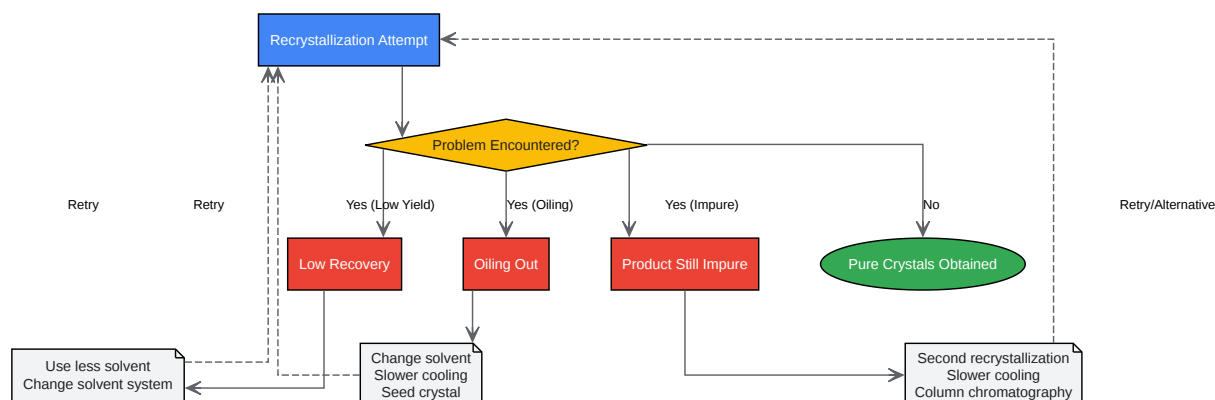 Recrystallization Attempt
Problem Encountered?
Retry
Retry
Yes (Low Yield)
Yes (Oiling)
Yes (Impure)
No
Retry/Alternative
Low Recovery
Oiling Out
Product Still Impure
Pure Crystals Obtained
Use less solvent
Change solvent system
Change solvent
Slower cooling
Seed crystal
Second recrystallization
Slower cooling
Column chromatography